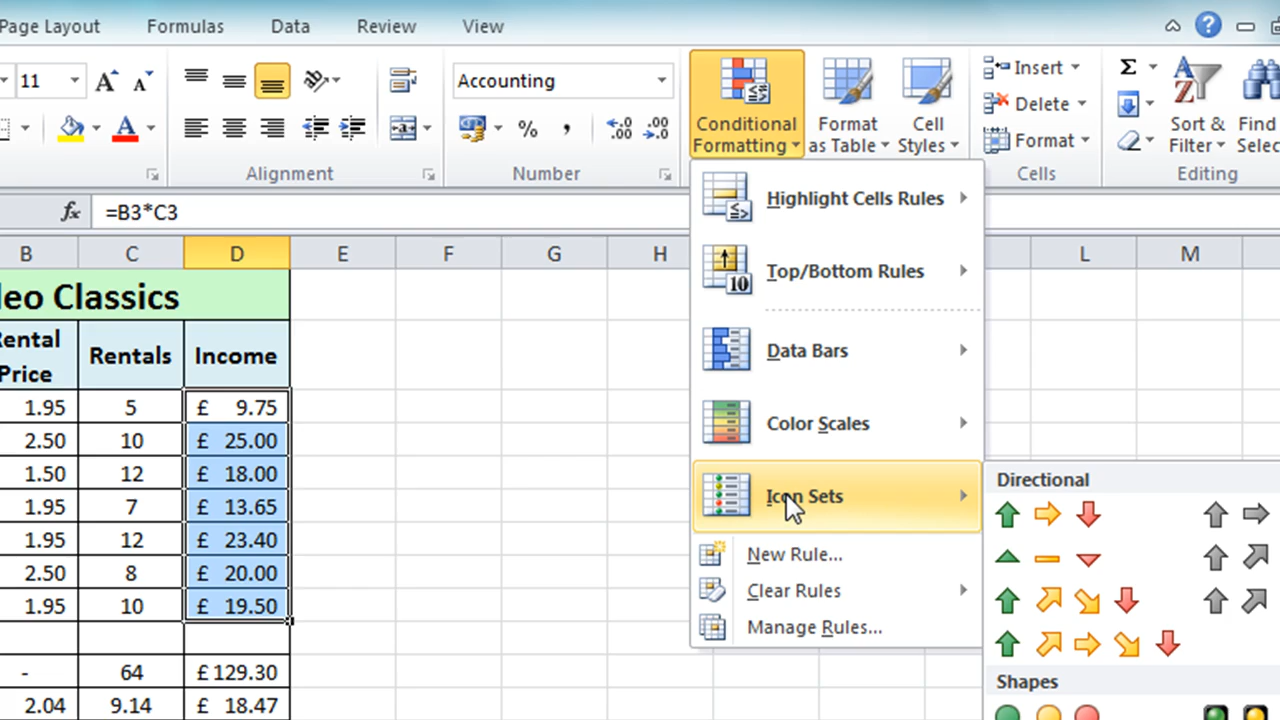 Page Layout Formulas Data Review View
11 A A Accounting Conditional Formatting Format as Table Cell Styles Insert Delete Format Σ Sort & Filter Find
% , .00 .00
Alignment Number Cells Editing
fx =B3*C3
B C D E F G H L M
Classics
Price Rentals Income
1.95 5 £ 9.75
2.50 10 £ 25.00
1.50 12 £ 18.00
1.95 7 £ 13.65
1.95 12 £ 23.40
2.50 8 £ 20.00
1.95 10 £ 19.50
- 64 £129.30
2.04 9.14 £ 18.47
Highlight Cells Rules
Top/Bottom Rules
10
Data Bars
Color Scales
Icon Sets
New Rule...
Clear Rules
Manage Rules...
Directional
Shapes